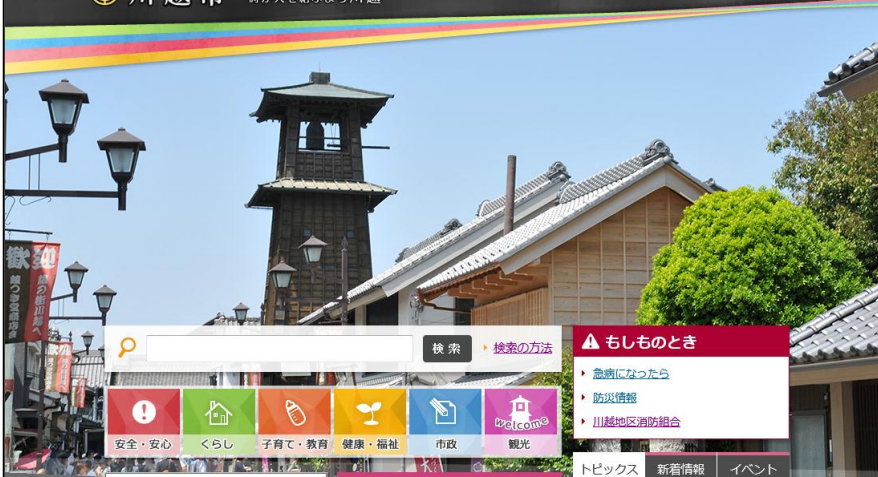 川越市
検索
検索の方法
もしものとき
急病になったら
防災情報
川越地区消防組合
安全・安心
くらし
子育て・教育
健康・福祉
市政
welcome
観光
トピックス
新着情報
イベント